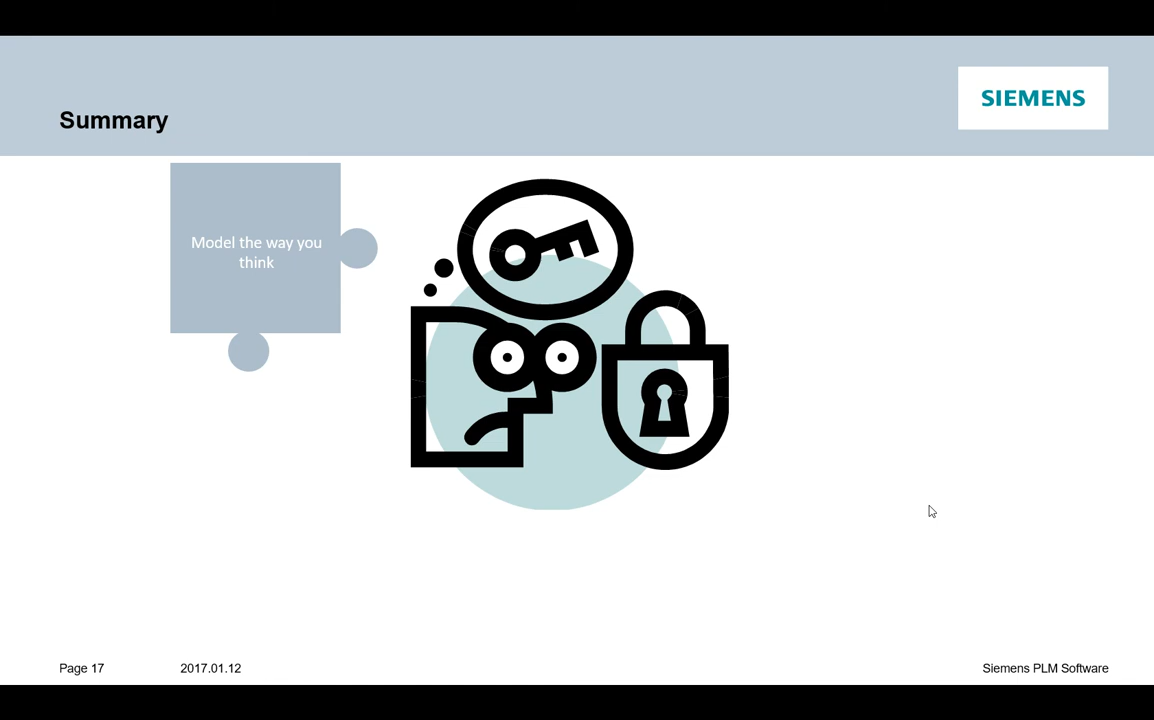 SIEMENS
Summary
Model the way you
think
Page 17
2017.01.12
Siemens PLM Software